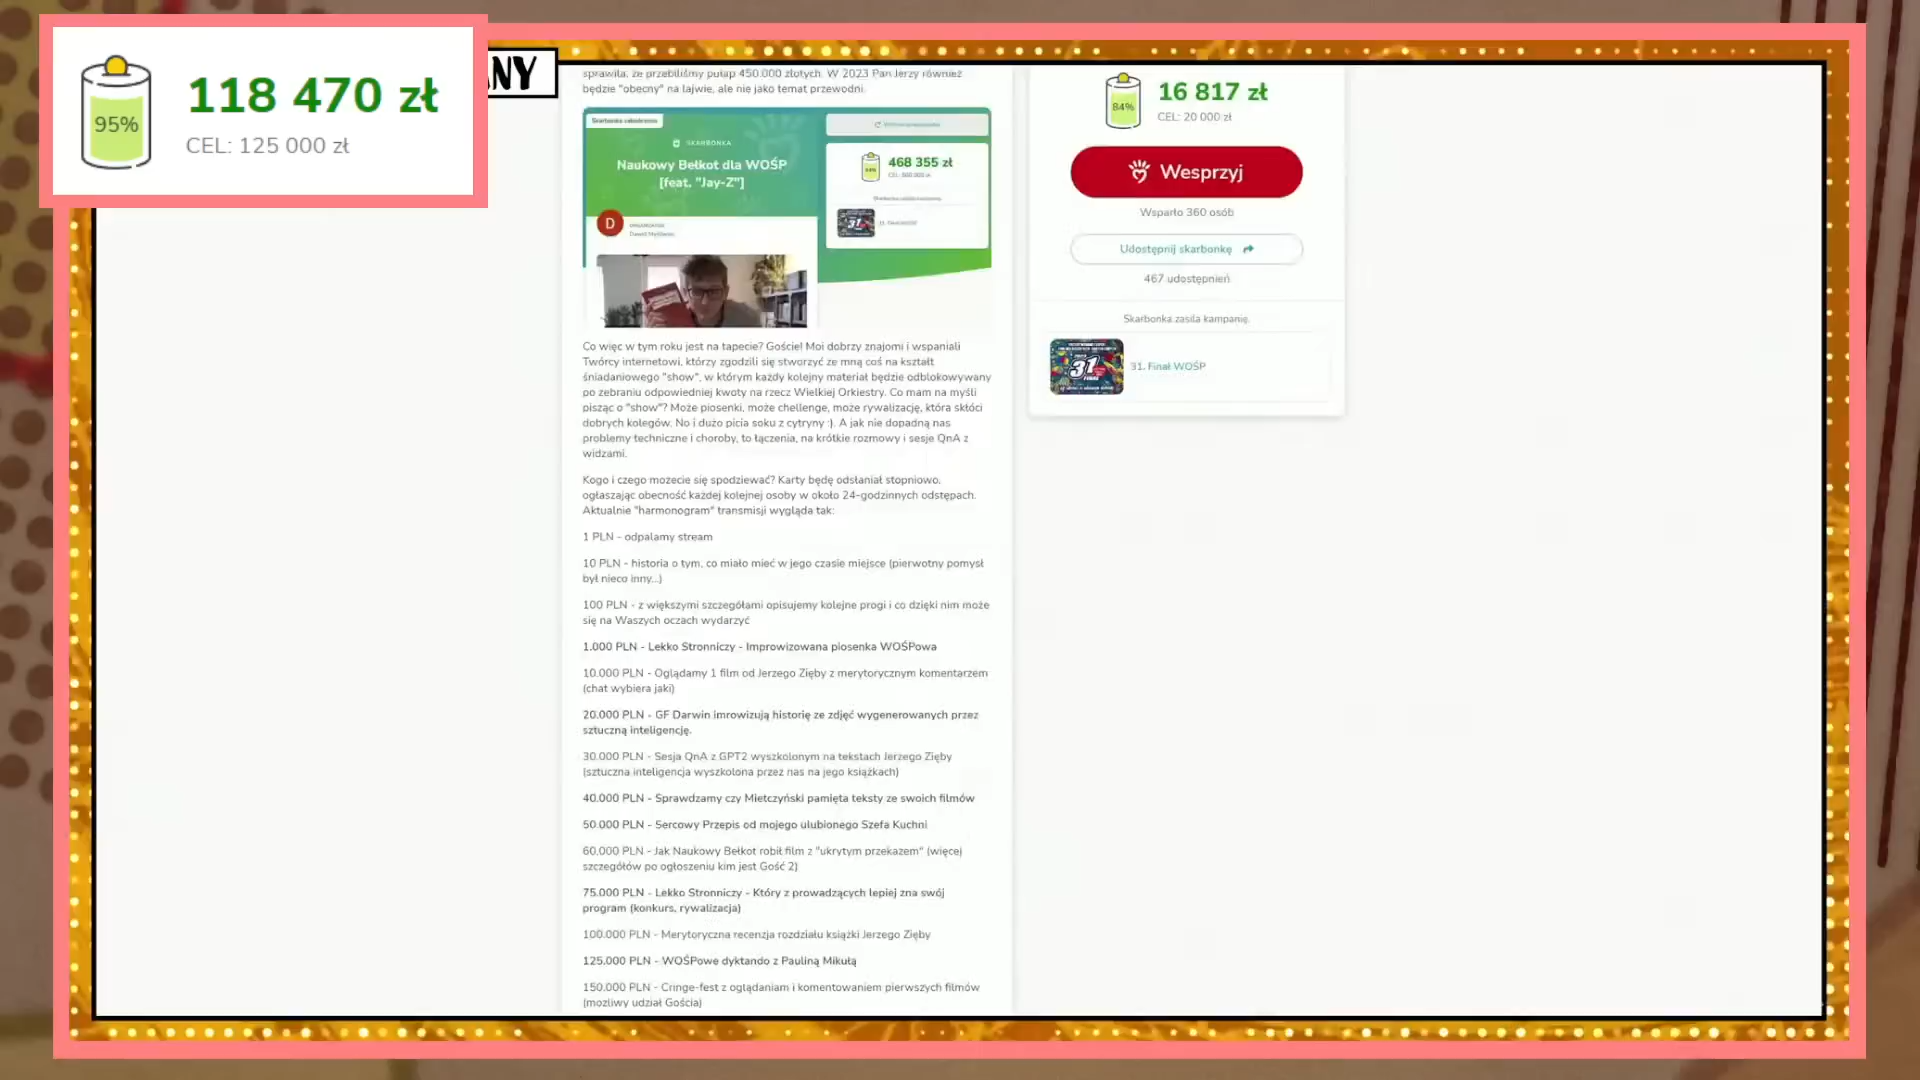 118 470 zł
95%
CEL: 125 000 zł
NY
sprawiła, że przebiliśmy pułap 450.000 złotych. W 2023 Pan Jerzy również
będzie "obecny" na lajwie, ale nie jako temat przewodni.
Skarbonka zakończona
SKARBONKA
Naukowy Bełkot dla WOŚP
[feat. "Jay-Z"]
D
468 355 zł
31
Co więc w tym roku jest na tapecie? Goście! Moi dobrzy znajomi i wspaniali
Twórcy internetowi, którzy zgodzili się stworzyć ze mną coś na kształt
śniadaniowego "show", w którym każdy kolejny materiał będzie odblokowywany
po zebraniu odpowiedniej kwoty na rzecz Wielkiej Orkiestry. Co mam na myśli
pisząc o "show"? Może piosenki, może chellenge, może rywalizację, która skłóci
dobrych kolegów. No i dużo picia soku z cytryny :). A jak nie dopadną nas
problemy techniczne i choroby, to łączenia, na krótkie rozmowy i sesje QnA z
widzami.
Kogo i czego możecie się spodziewać? Karty będę odsłaniał stopniowo,
ogłaszając obecność każdej kolejnej osoby w około 24-godzinnych odstępach.
Aktualnie "harmonogram" transmisji wygląda tak:
1 PLN - odpalamy stream
10 PLN - historia o tym, co miało mieć w jego czasie miejsce (pierwotny pomysł
był nieco inny...)
100 PLN - z większymi szczegółami opisujemy kolejne progi i co dzięki nim może
się na Waszych oczach wydarzyć
1.000 PLN - Lekko Stronniczy - Improwizowana piosenka WOŚPowa
10.000 PLN - Oglądamy 1 film od Jerzego Zięby z merytorycznym komentarzem
(chat wybiera jaki)
20.000 PLN - GF Darwin imrowizują historię ze zdjęć wygenerowanych przez
sztuczną inteligencję.
30.000 PLN - Sesja QnA z GPT2 wyszkolonym na tekstach Jerzego Zięby
(sztuczna inteligencja wyszkolona przez nas na jego książkach)
40.000 PLN - Sprawdzamy czy Mietczyński pamięta teksty ze swoich filmów
50.000 PLN - Sercowy Przepis od mojego ulubionego Szefa Kuchni
60.000 PLN - Jak Naukowy Bełkot robił film z "ukrytym przekazem" (więcej
szczegółów po ogłoszeniu kim jest Gość 2)
75.000 PLN - Lekko Stronniczy - Który z prowadzących lepiej zna swój
program (konkurs, rywalizacja)
100.000 PLN - Merytoryczna recenzja rozdziału książki Jerzego Zięby
125.000 PLN - WOŚPowe dyktando z Pauliną Mikułą
150.000 PLN - Cringe-fest z oglądaniam i komentowaniem pierwszych filmów
(możliwy udział Gościa)
84%
16 817 zł
CEL: 20 000 zł
Wesprzyj
Wsparło 360 osób
Udostępnij skarbonkę
467 udostępnień
Skarbonka zasila kampanię:
31
31. Finał WOŚP